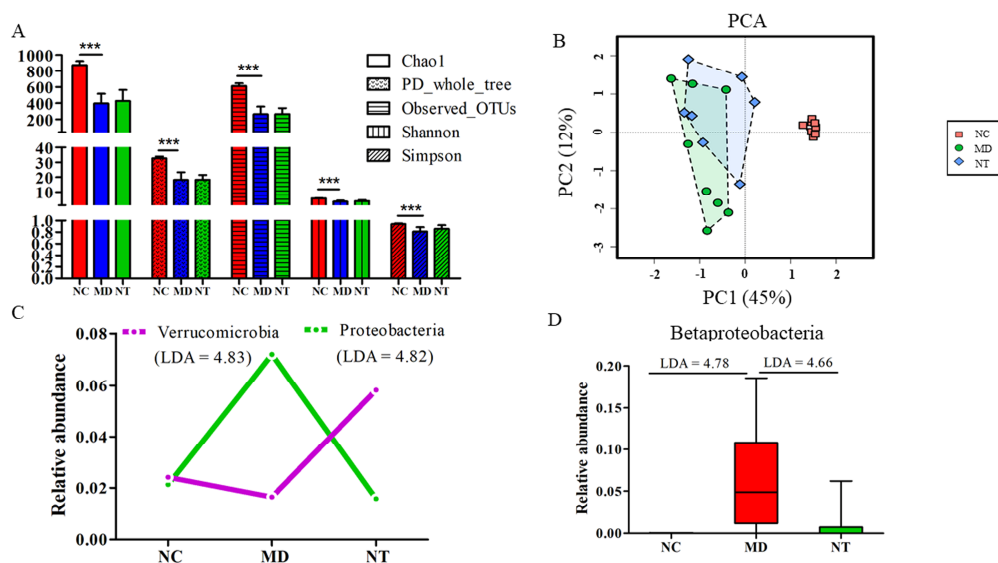 A
1000
800
600
400
200
40
30
20
10
1.0
0.8
0.6
0.4
0.2
0
***
***
***
***
***
NC MD NT
NC MD NT
NC MD NT
NC MD NT
NC MD NT
Chao1
PD_whole_tree
Observed_OTUs
Shannon
Simpson
B
PCA
PC2 (12%)
2
1
0
-1
-2
-3
-2 -1 0 1 2
PC1 (45%)
NC
MD
NT
C
Relative abundance
0.08
0.06
0.04
0.02
0.00
Verrucomicrobia
(LDA = 4.83)
Proteobacteria
(LDA = 4.82)
NC MD NT
D
Betaproteobacteria
LDA = 4.78 LDA = 4.66
Relative abundance
0.20
0.15
0.10
0.05
0.00
NC MD NT